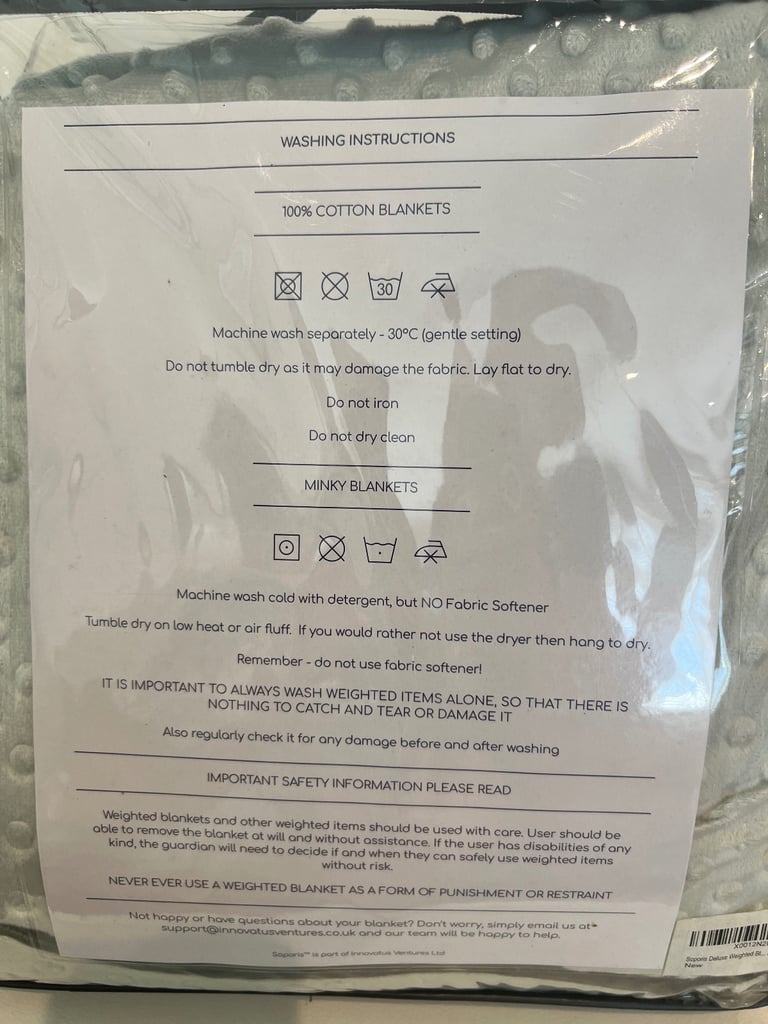 WASHING INSTRUCTIONS
100% COTTON BLANKETS
30
Machine wash separately - 30°C (gentle setting)
Do not tumble dry as it may damage the fabric. Lay flat to dry.
Do not iron
Do not dry clean
MINKY BLANKETS
Machine wash cold with detergent, but NO Fabric Softener
Tumble dry on low heat or air fluff. If you would rather not use the dryer then hang to dry.
Remember - do not use fabric softener!
IT IS IMPORTANT TO ALWAYS WASH WEIGHTED ITEMS ALONE, SO THAT THERE IS
NOTHING TO CATCH AND TEAR OR DAMAGE IT
Also regularly check it for any damage before and after washing
IMPORTANT SAFETY INFORMATION PLEASE READ
Weighted blankets and other weighted items should be used with care. User should be
able to remove the blanket at will and without assistance. If the user has disabilities of any
kind, the guardian will need to decide if and when they can safely use weighted items
without risk.
NEVER EVER USE A WEIGHTED BLANKET AS A FORM OF PUNISHMENT OR RESTRAINT
Not happy or have questions about your blanket? Don't worry, simply email us at
support@innovatusventures.co.uk and our team will be happy to help.
Soporis™ is part of Innovatus Ventures Ltd
X0012N2
Soporis Deluxe Weighted Bl...
New